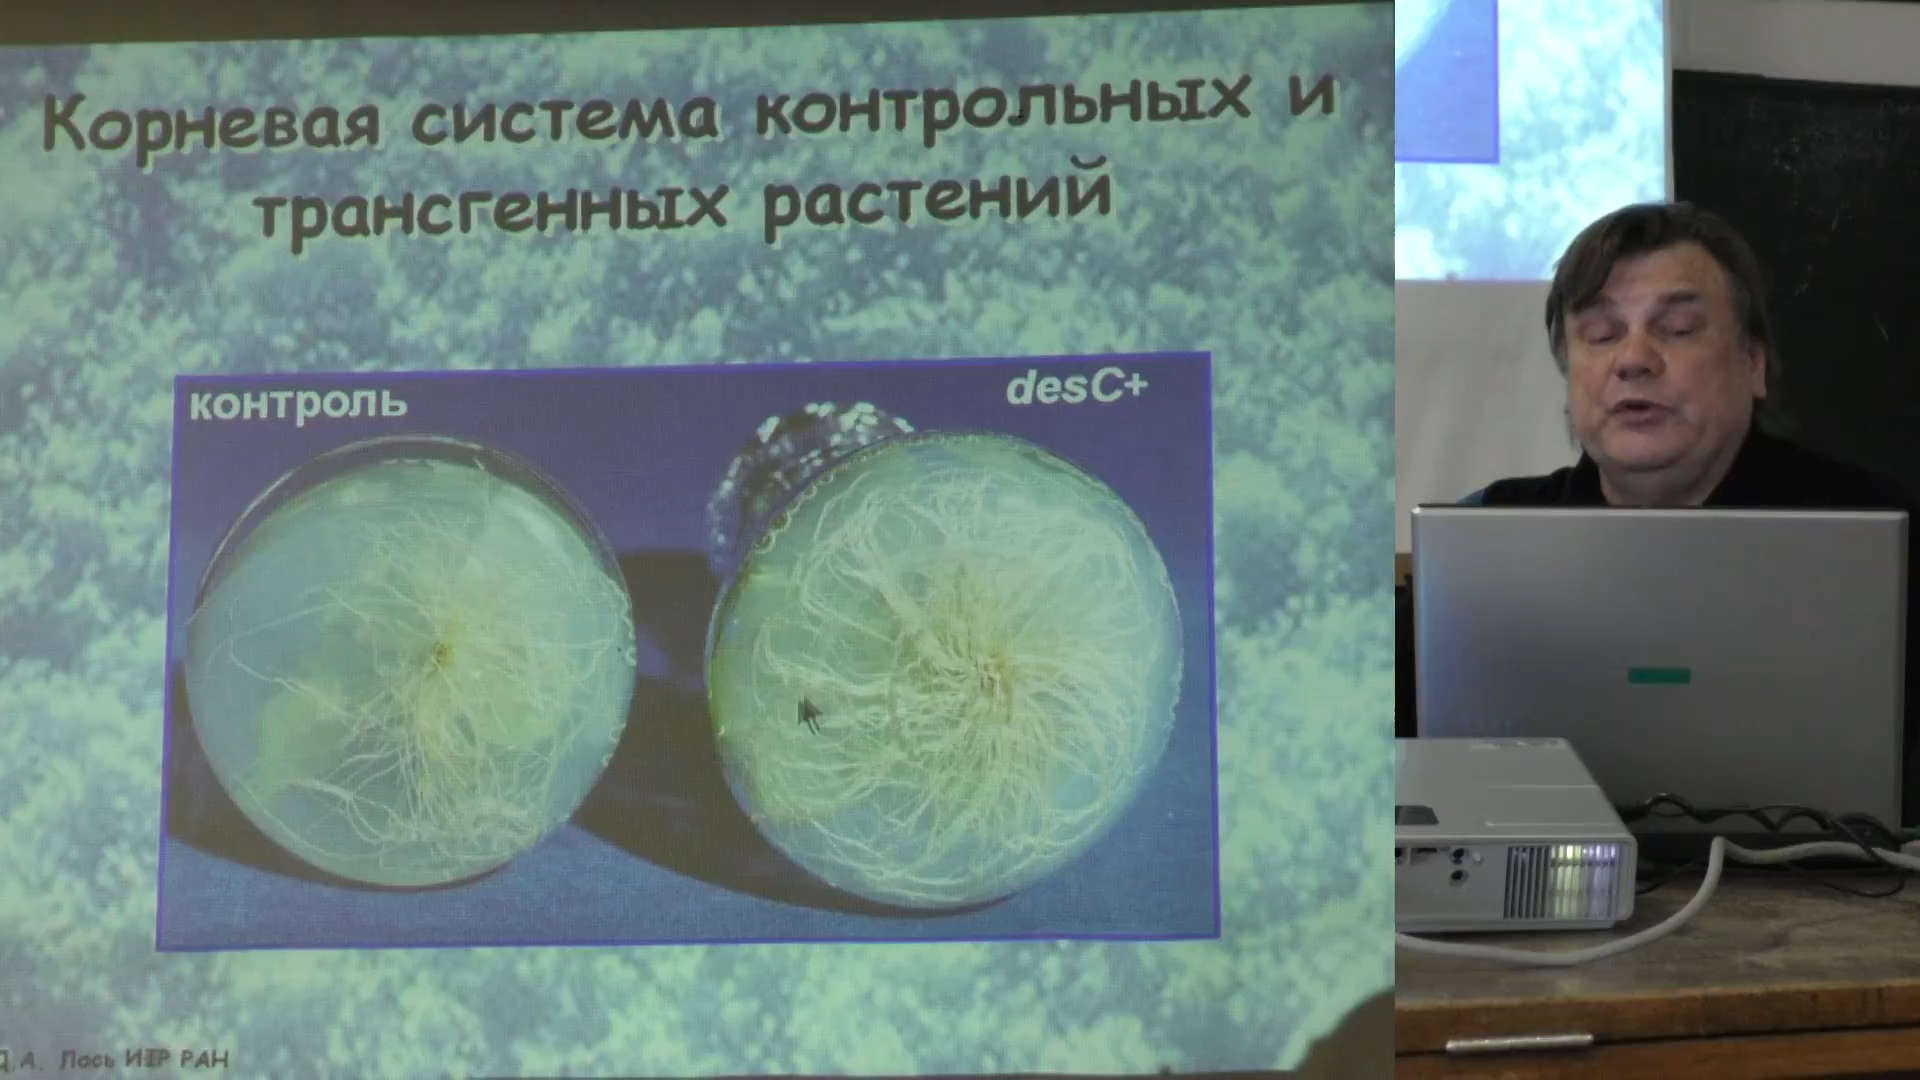 Корневая система контрольных и
трансгенных растений
контроль
desC+
Д.А. Лось ИФР РАН